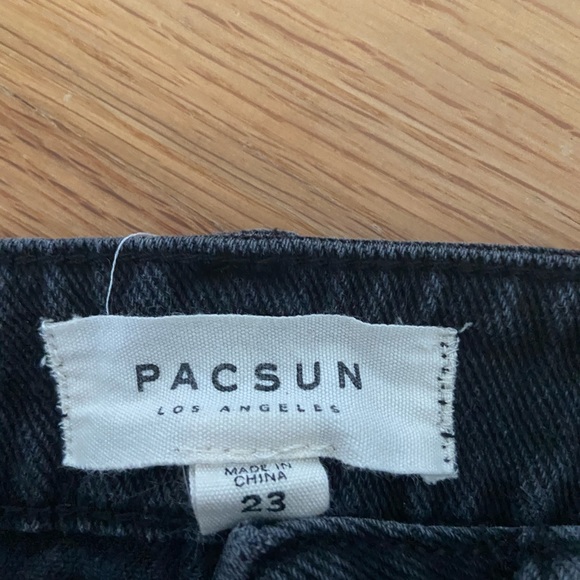 PACSUN
LOS ANGELES
MADE IN
CHINA
23